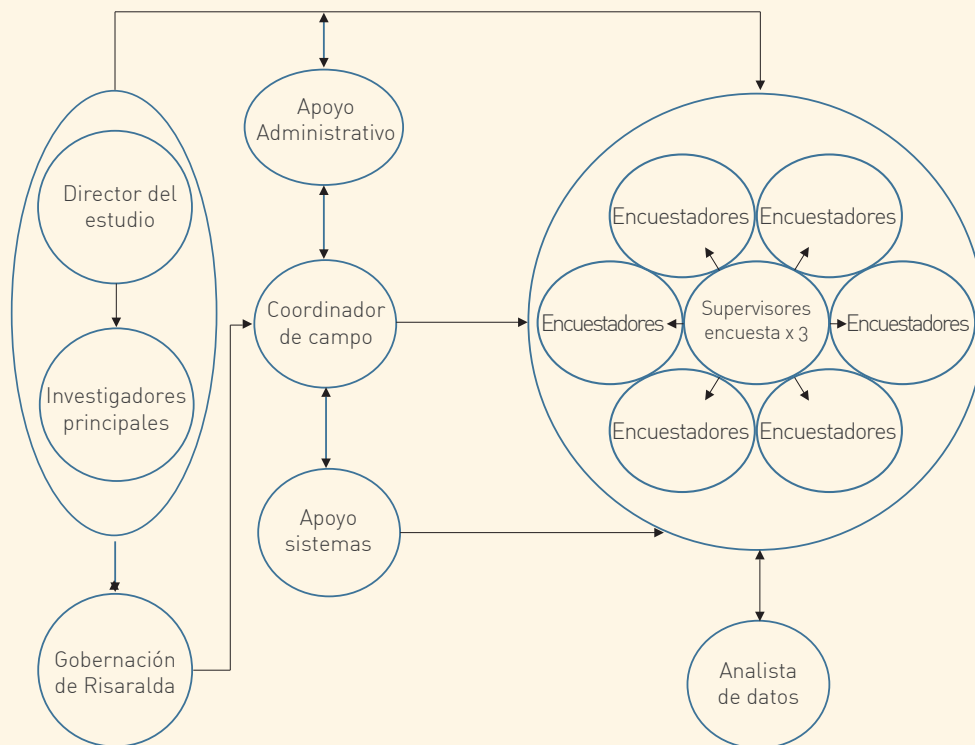 Apoyo
Administrativo
Director del
estudio
Encuestadores
Encuestadores
Coordinador
de campo
Encuestadores
Supervisores
encuesta x 3
Encuestadores
Investigadores
principales
Encuestadores
Encuestadores
Apoyo
sistemas
Gobernación
de Risaralda
Analista
de datos